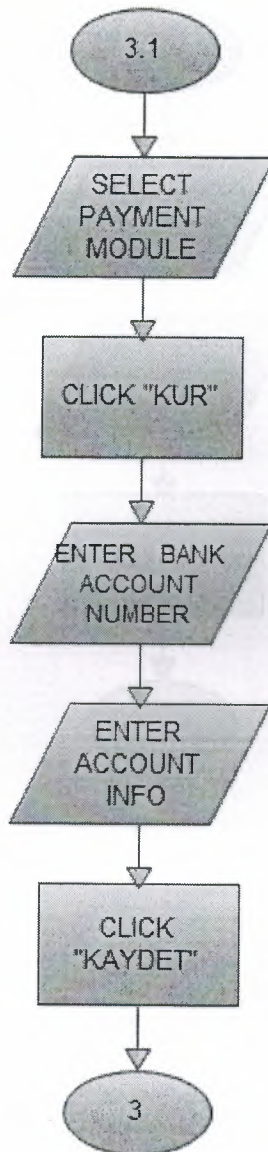 3.1
SELECT
PAYMENT
MODULE
CLICK "KUR"
ENTER BANK
ACCOUNT
NUMBER
ENTER
ACCOUNT
INFO
CLICK
"KAYDET"
3